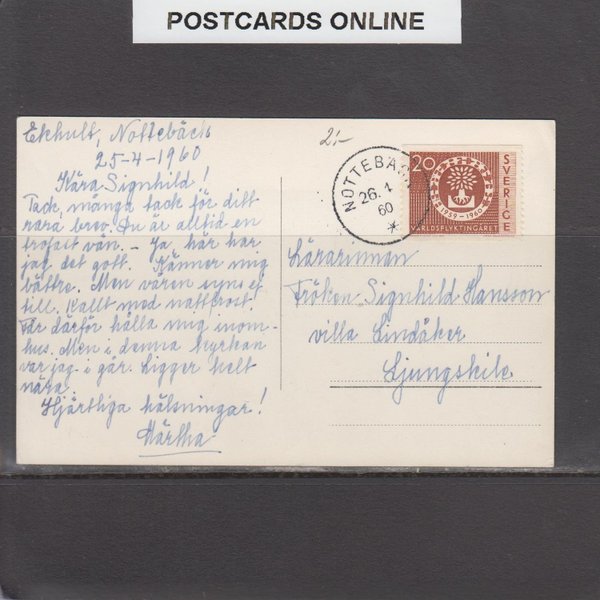 POSTCARDS ONLINE
Ekhult, Nottebäck
25-4-1960
Kära Signhild!
Tack, många tack för ditt
rara brev. Du är alltid en
trofast vän. - Ja, här har
jag det gott. Känner mig
bättre. Men våren syns ej
till. Kallt med nattfrost.
Får därför hålla mig inom-
hus. Men i denna kyrkan
var jag i går. Ligger helt
nära.
Hjärtliga hälsningar!
Märtha
2:-
NOTTEBÄCK
26. 4
60
20
SVERIGE
1959-1960
VÄRLDSFLYKTINGÅRET
Lärarinnan
Fröken Signhild Hansson
villa Lindåker
Ljungskile